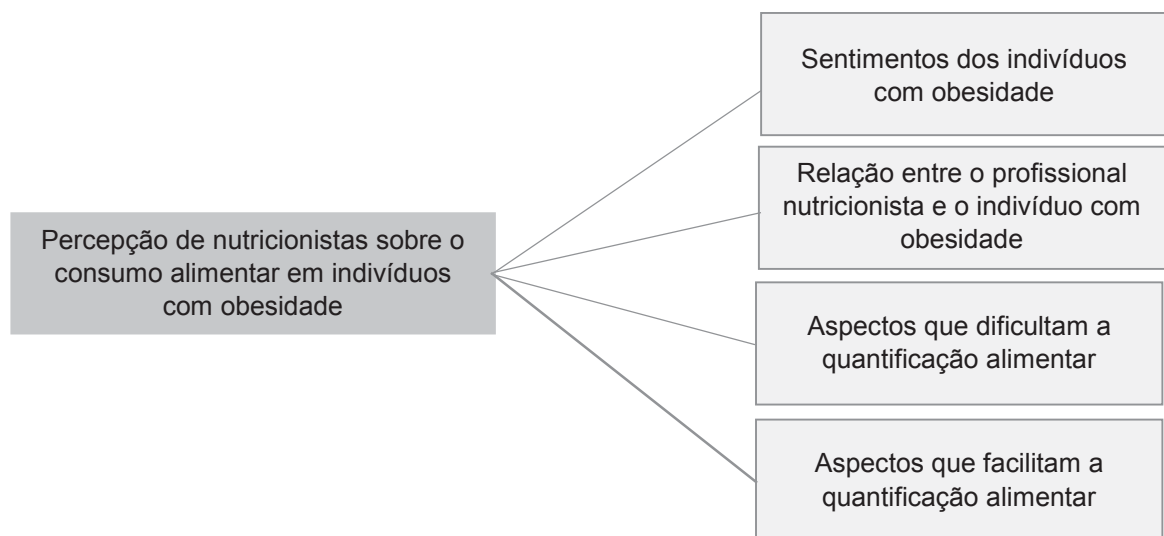 Percepção de nutricionistas sobre o
consumo alimentar em indivíduos
com obesidade
Sentimentos dos indivíduos
com obesidade
Relação entre o profissional
nutricionista e o indivíduo com
obesidade
Aspectos que dificultam a
quantificação alimentar
Aspectos que facilitam a
quantificação alimentar